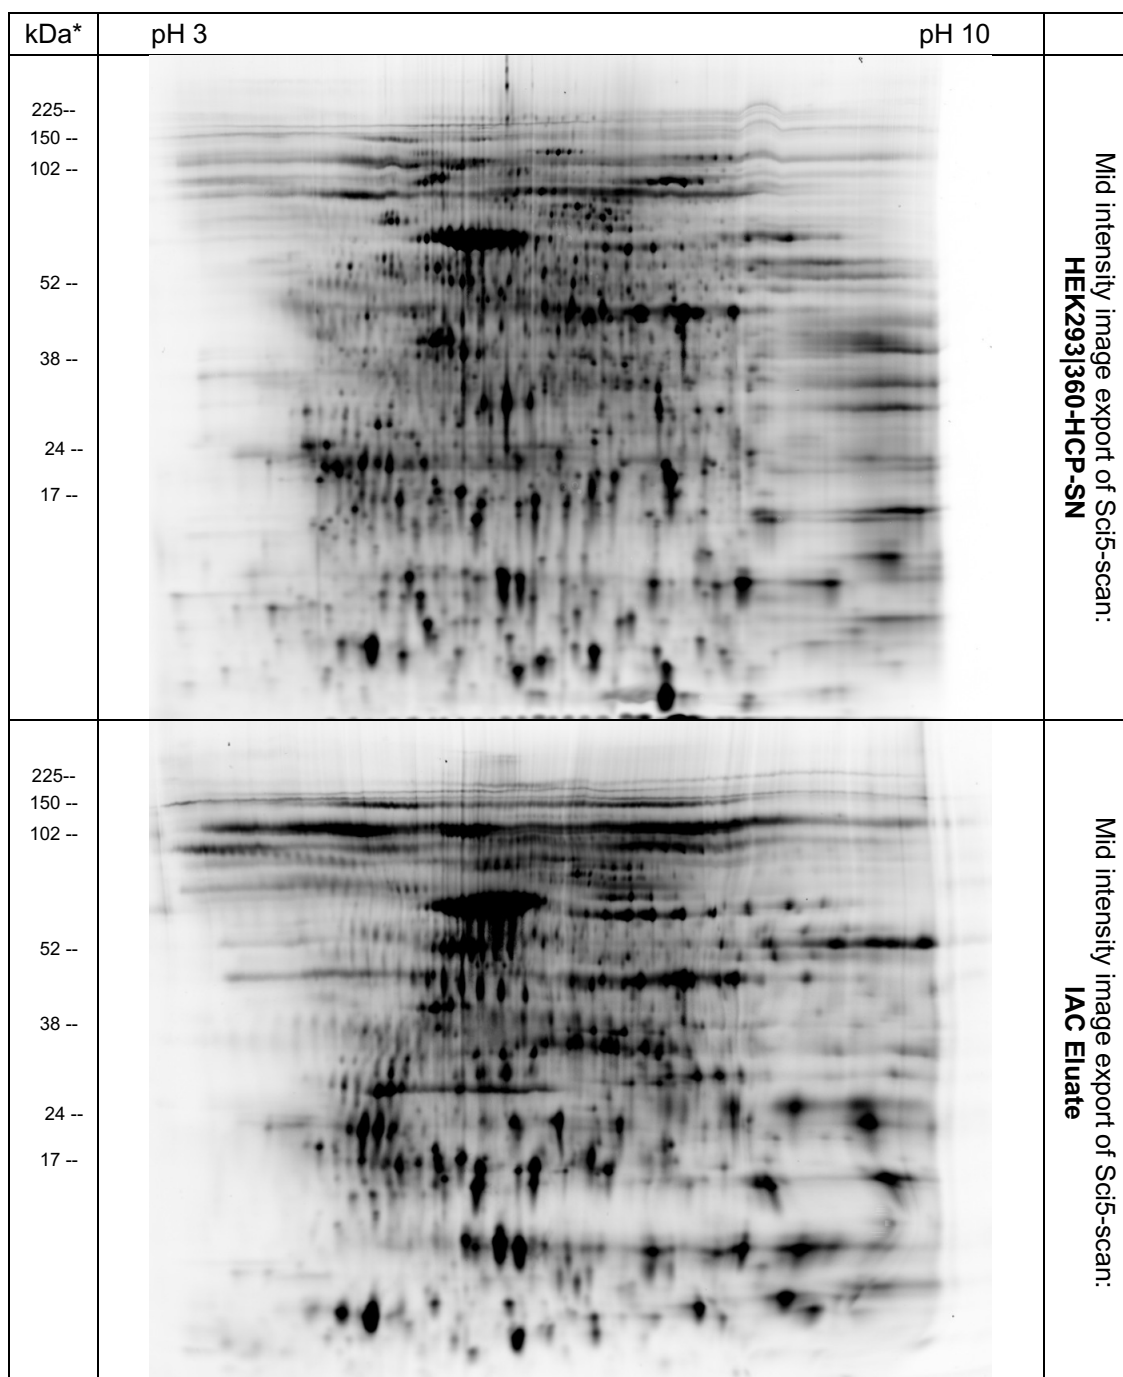 kDa*
pH 3
pH 10
225--
150 --
102 --
52 --
38 --
24 --
17 --
Mid intensity image export of Sci5-scan:
HEK293|360-HCP-SN
225--
150 --
102 --
52 --
38 --
24 --
17 --
Mid intensity image export of Sci5-scan:
IAC Eluate